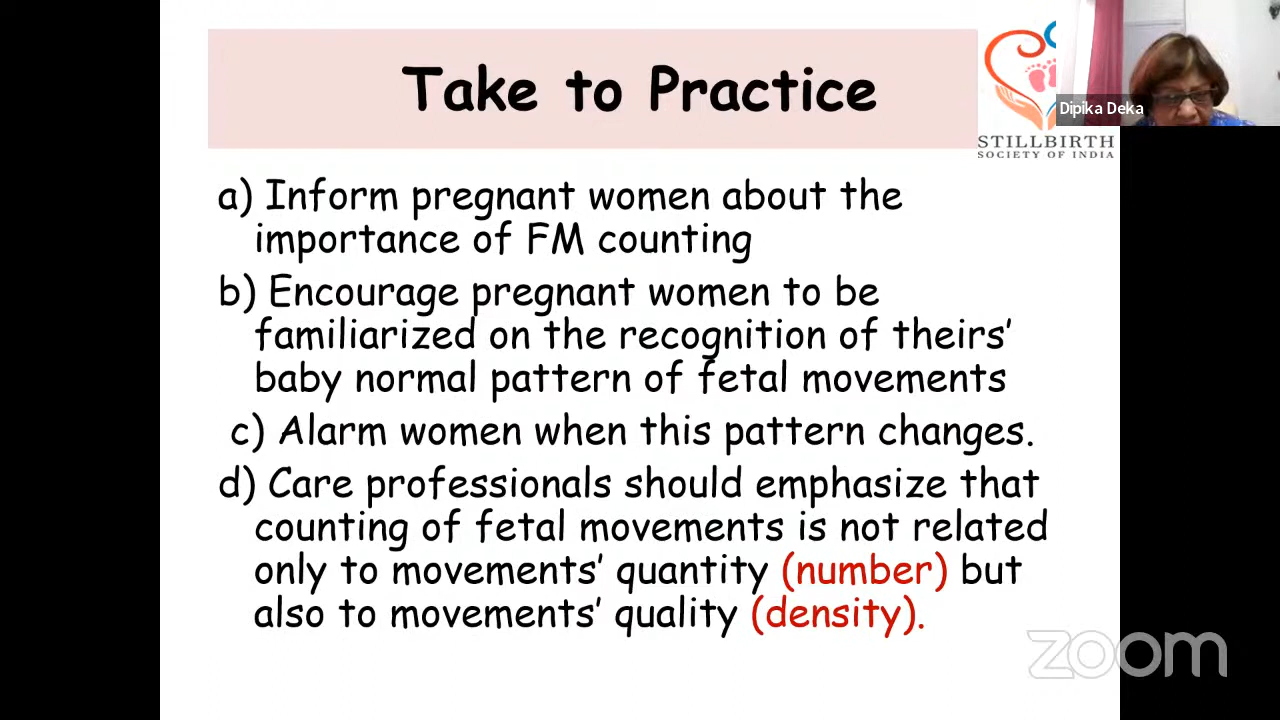 Take to Practice
Dipika Deka
STILLBIRTH
SOCIETY OF INDIA
a) Inform pregnant women about the
importance of FM counting
b) Encourage pregnant women to be
familiarized on the recognition of theirs’
baby normal pattern of fetal movements
c) Alarm women when this pattern changes.
d) Care professionals should emphasize that
counting of fetal movements is not related
only to movements’ quantity (number) but
also to movements’ quality (density).
zoom